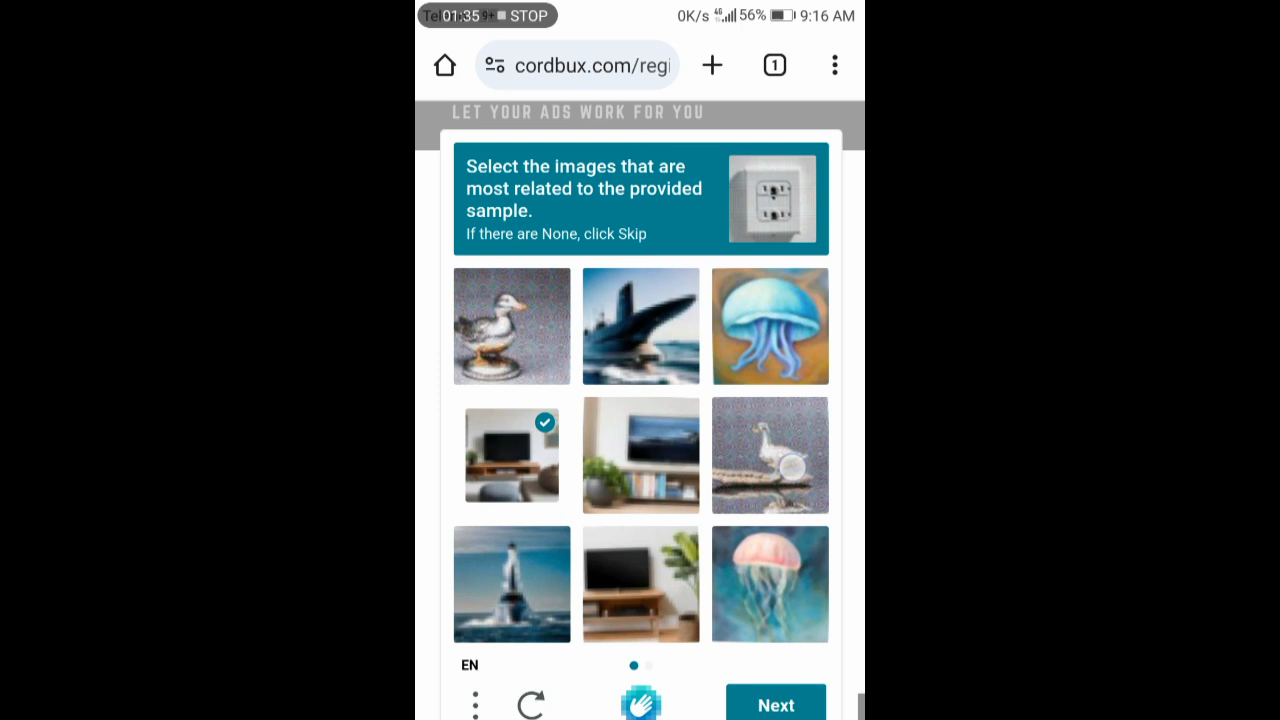 01:35 STOP
0K/s 4G 56% 9:16 AM
cordbux.com/regi
1
LET YOUR ADS WORK FOR YOU
Select the images that are
most related to the provided
sample.
If there are None, click Skip
EN
Next